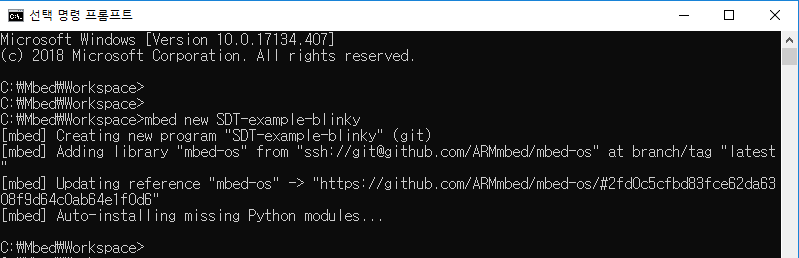 선택 명령 프롬프트
Microsoft Windows [Version 10.0.17134.407]
(c) 2018 Microsoft Corporation. All rights reserved.
C:₩Mbed₩Workspace>
C:₩Mbed₩Workspace>
C:₩Mbed₩Workspace>mbed new SDT-example-blinky
[mbed] Creating new program "SDT-example-blinky" (git)
[mbed] Adding library "mbed-os" from "ssh://git@github.com/ARMmbed/mbed-os" at branch/tag "latest
"
[mbed] Updating reference "mbed-os" -> "https://github.com/ARMmbed/mbed-os/#2fd0c5cfbd83fce62da63
08f9d64c0ab64e1f0d6"
[mbed] Auto-installing missing Python modules...
C:₩Mbed₩Workspace>